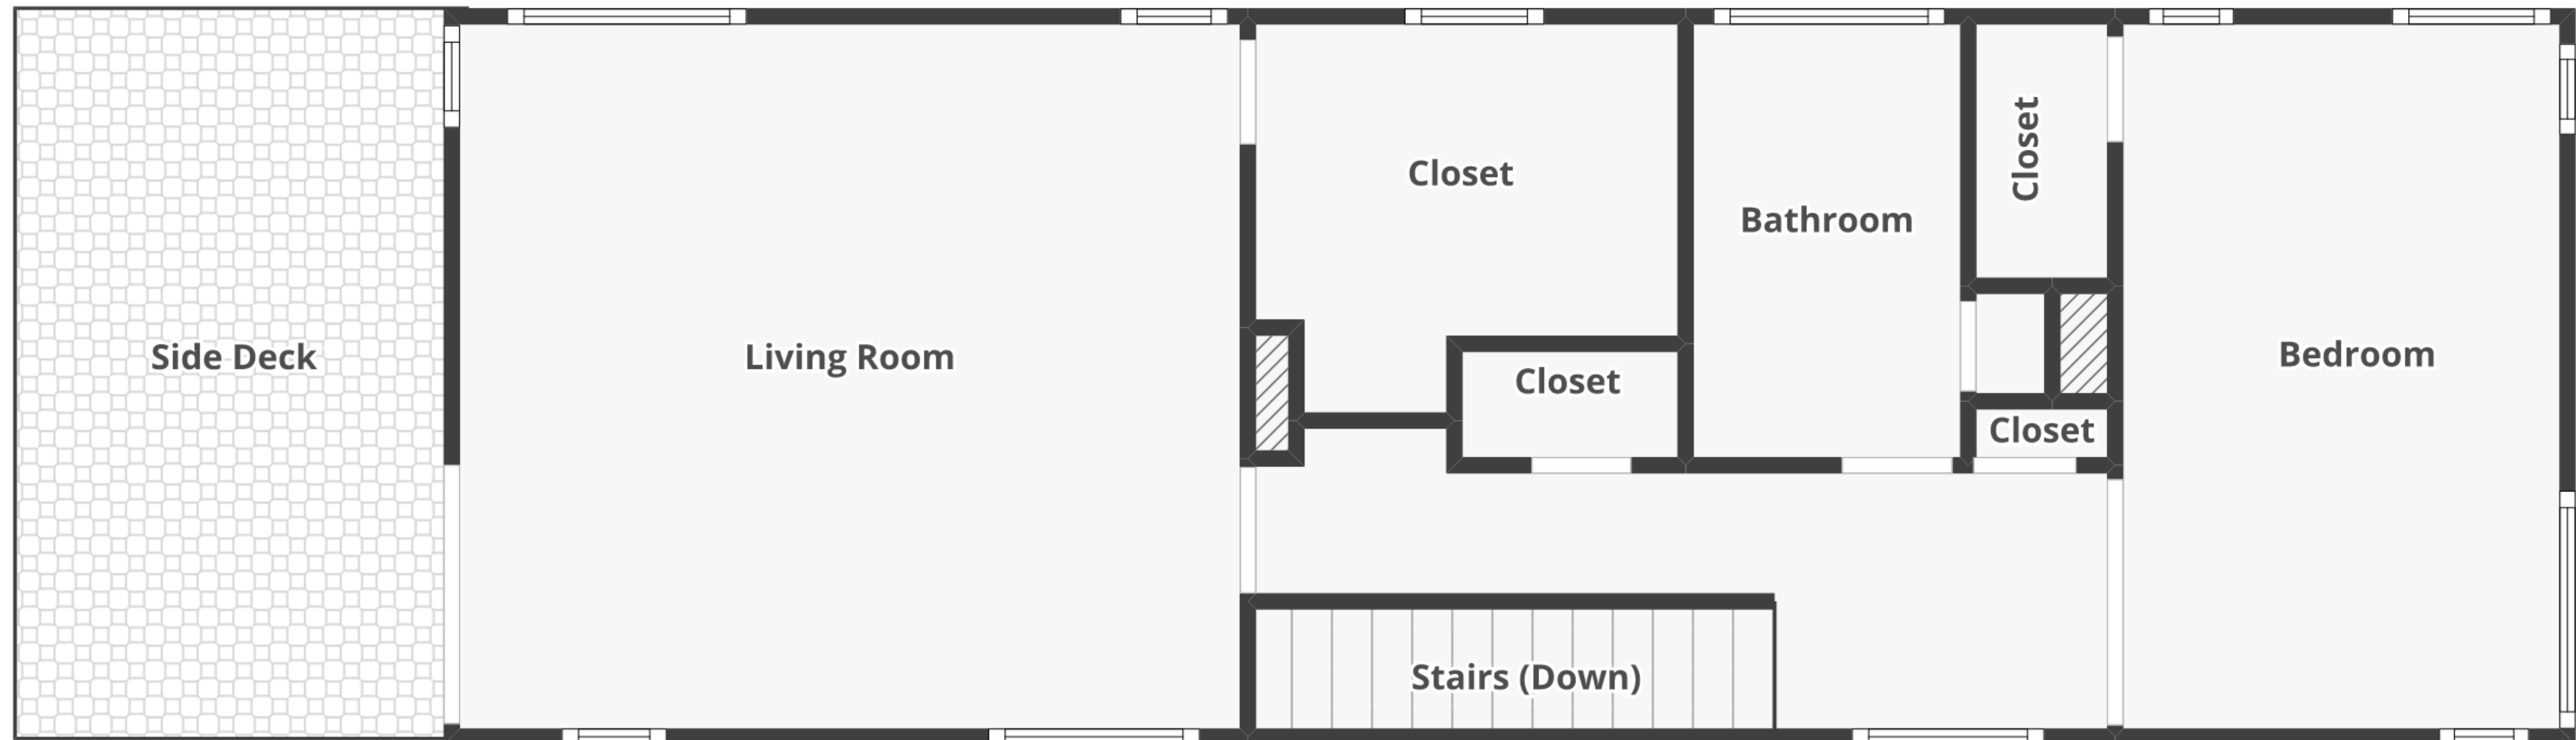 Side Deck
Living Room
Closet
Closet
Bathroom
Closet
Closet
Bedroom
Stairs (Down)